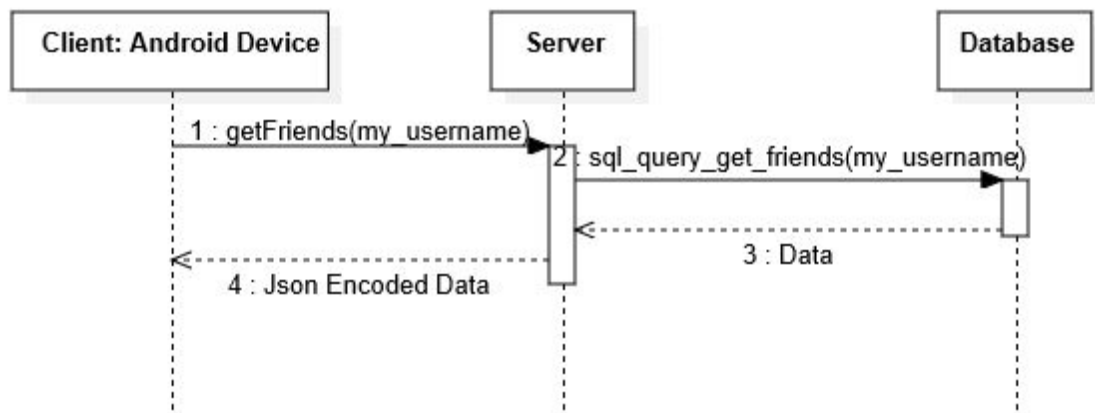 Client: Android Device
Server
Database
1 : getFriends(my_username)
2 : sql_query_get_friends(my_username)
3 : Data
4 : Json Encoded Data